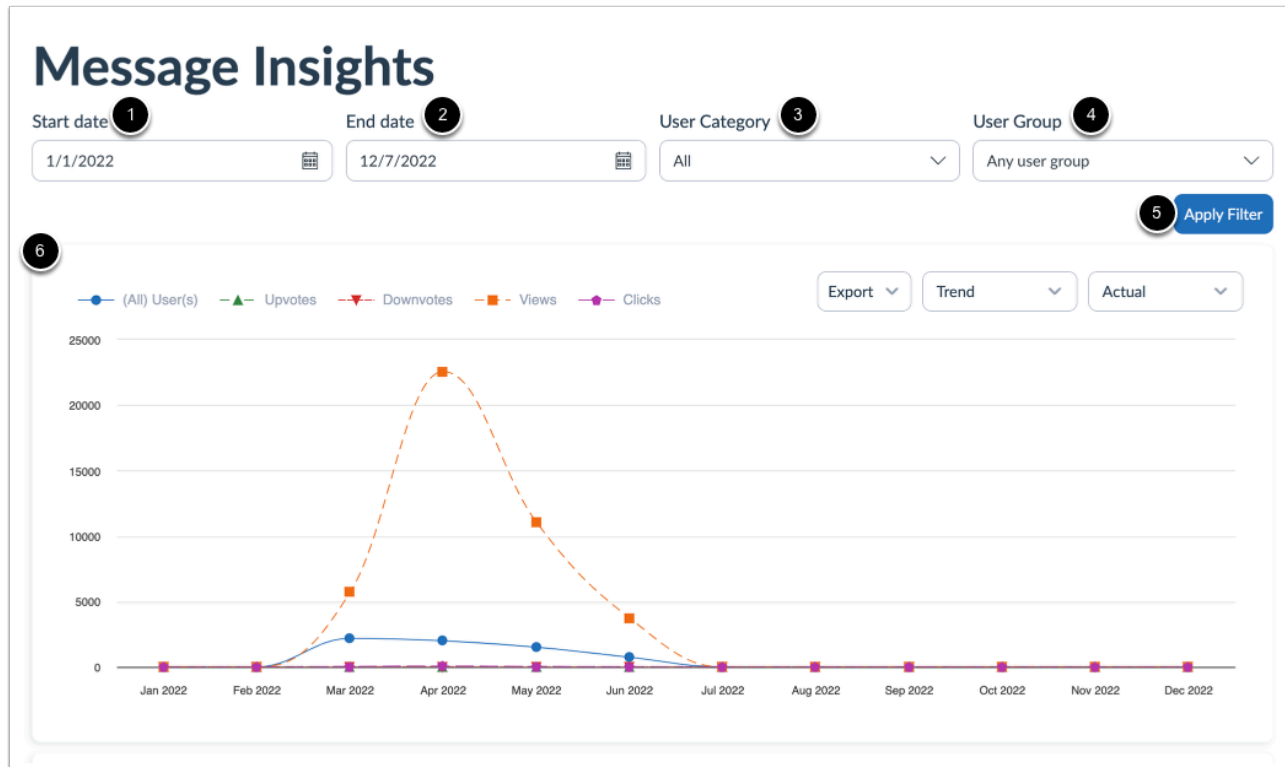 Message Insights
Start date 1 End date 2 User Category 3 User Group 4
1/1/2022 12/7/2022 All Any user group
5 Apply Filter
6
(All) User(s) Upvotes Downvotes Views Clicks Export Trend Actual
25000
20000
15000
10000
5000
0
Jan 2022 Feb 2022 Mar 2022 Apr 2022 May 2022 Jun 2022 Jul 2022 Aug 2022 Sep 2022 Oct 2022 Nov 2022 Dec 2022